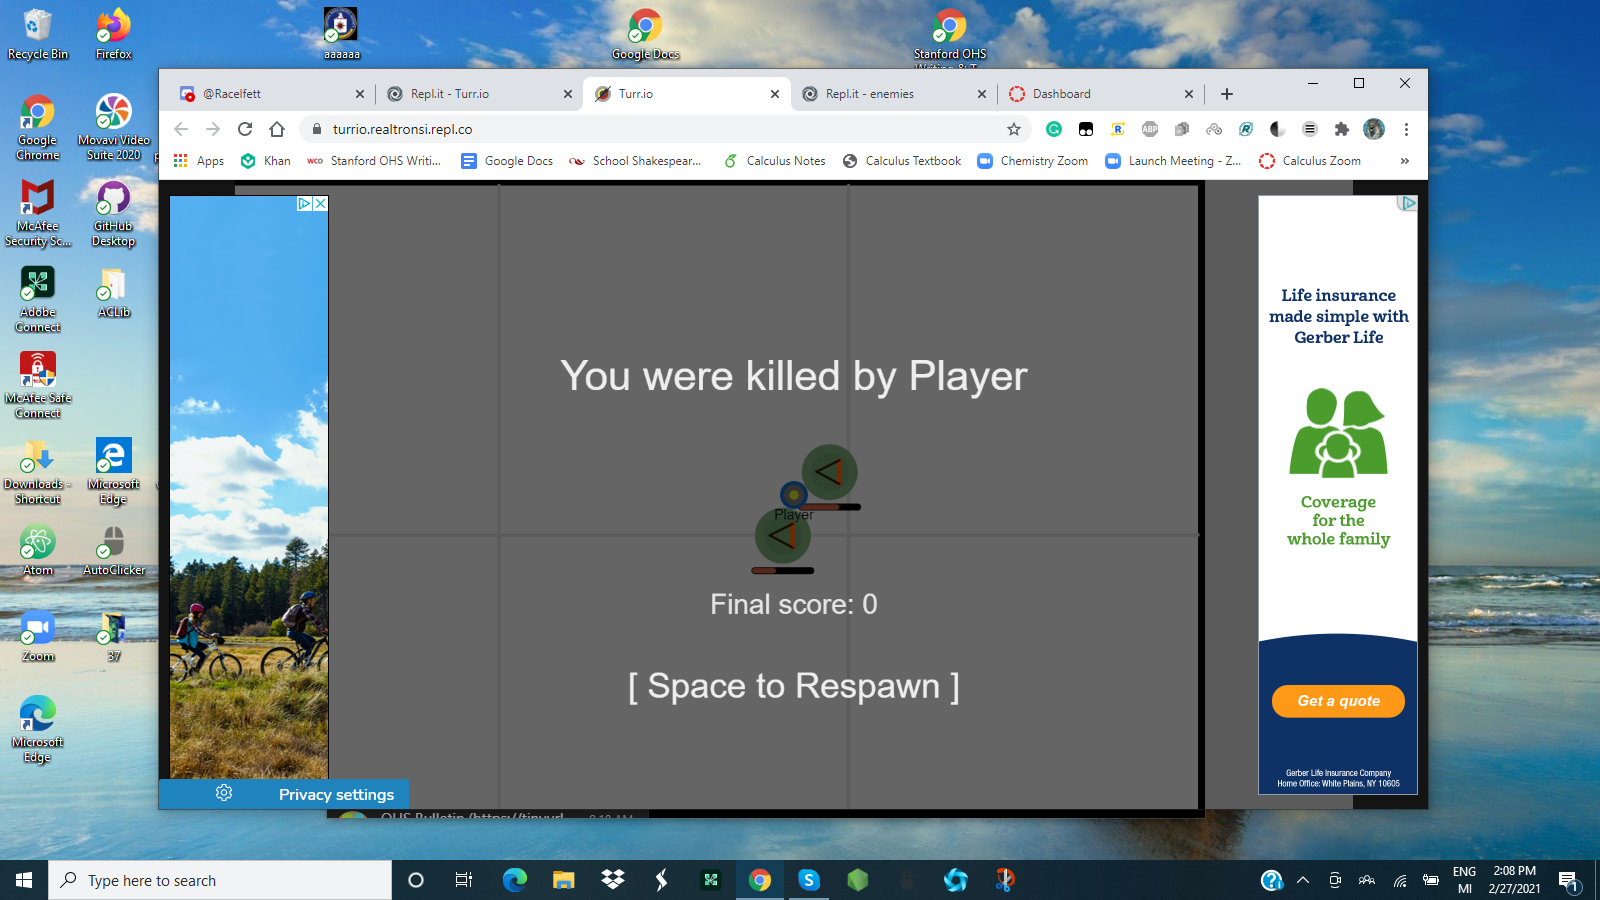 Recycle Bin
Firefox
aaaaaa
Google Docs
Stanford OHS
Google
Chrome
Movavi Video
Suite 2020
McAfee
Security Sc...
GitHub
Desktop
Adobe
Connect
ACLib
McAfee Safe
Connect
Downloads -
Shortcut
Microsoft
Edge
Atom
AutoClicker
Zoom
37
Microsoft
Edge
@Racelfett
Repl.it - Turr.io
Turr.io
Repl.it - enemies
Dashboard
turrio.realtronsi.repl.co
ABP
Apps
Khan
wco
Stanford OHS Writi...
Google Docs
School Shakespear...
Calculus Notes
Calculus Textbook
Chemistry Zoom
Launch Meeting - Z...
Calculus Zoom
»
You were killed by Player
Player
Final score: 0
[ Space to Respawn ]
Privacy settings
Life insurance
made simple with
Gerber Life
Coverage
for the
whole family
Get a quote
Gerber Life Insurance Company
Home Office: White Plains, NY 10605
Type here to search
ENG
MI
2:08 PM
2/27/2021
1